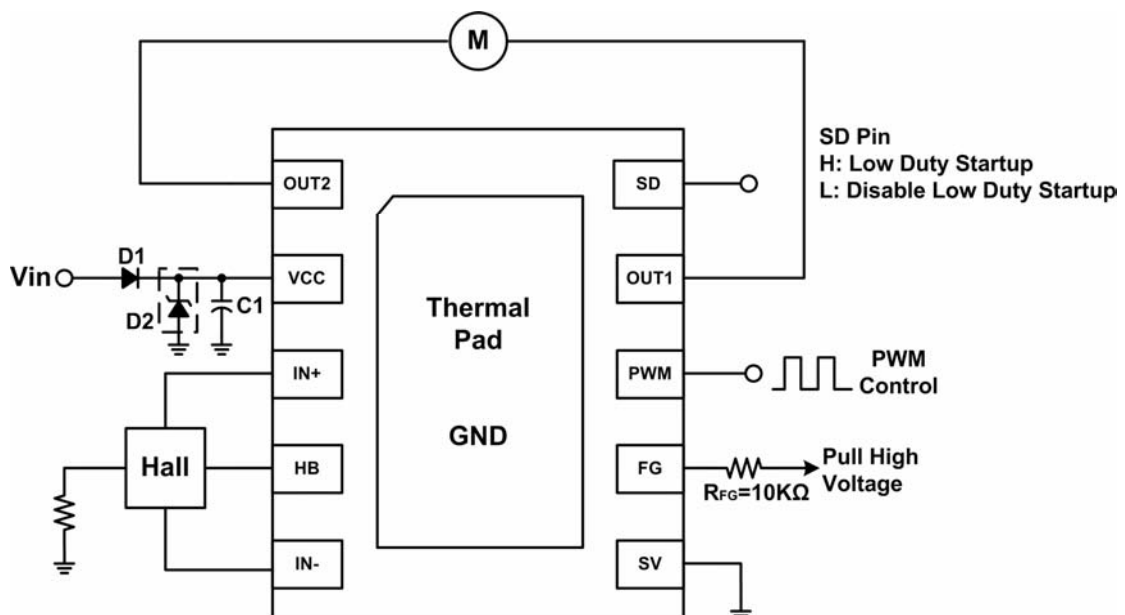 M
SD Pin
H: Low Duty Startup
L: Disable Low Duty Startup
OUT2
SD
Vin
D1
D2
C1
VCC
OUT1
Thermal
Pad
GND
IN+
PWM
PWM
Control
Hall
HB
FG
RFG=10KΩ
Pull High
Voltage
IN-
SV